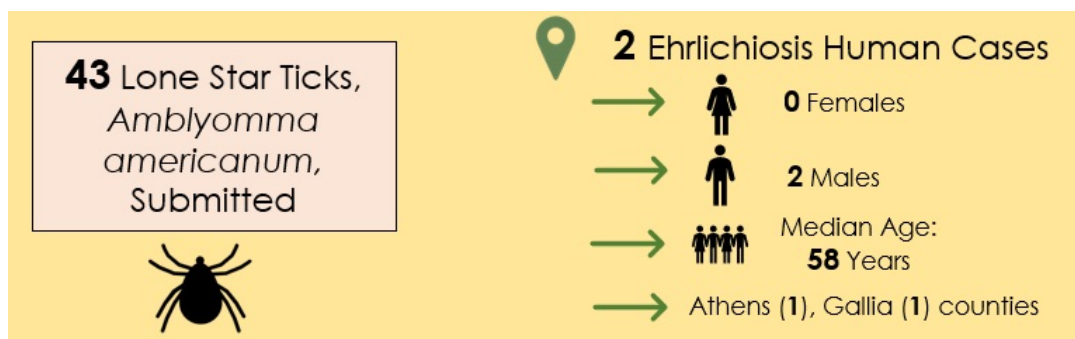 43 Lone Star Ticks,
Amblyomma
americanum,
Submitted
2 Ehrlichiosis Human Cases
0 Females
2 Males
Median Age:
58 Years
Athens (1), Gallia (1) counties